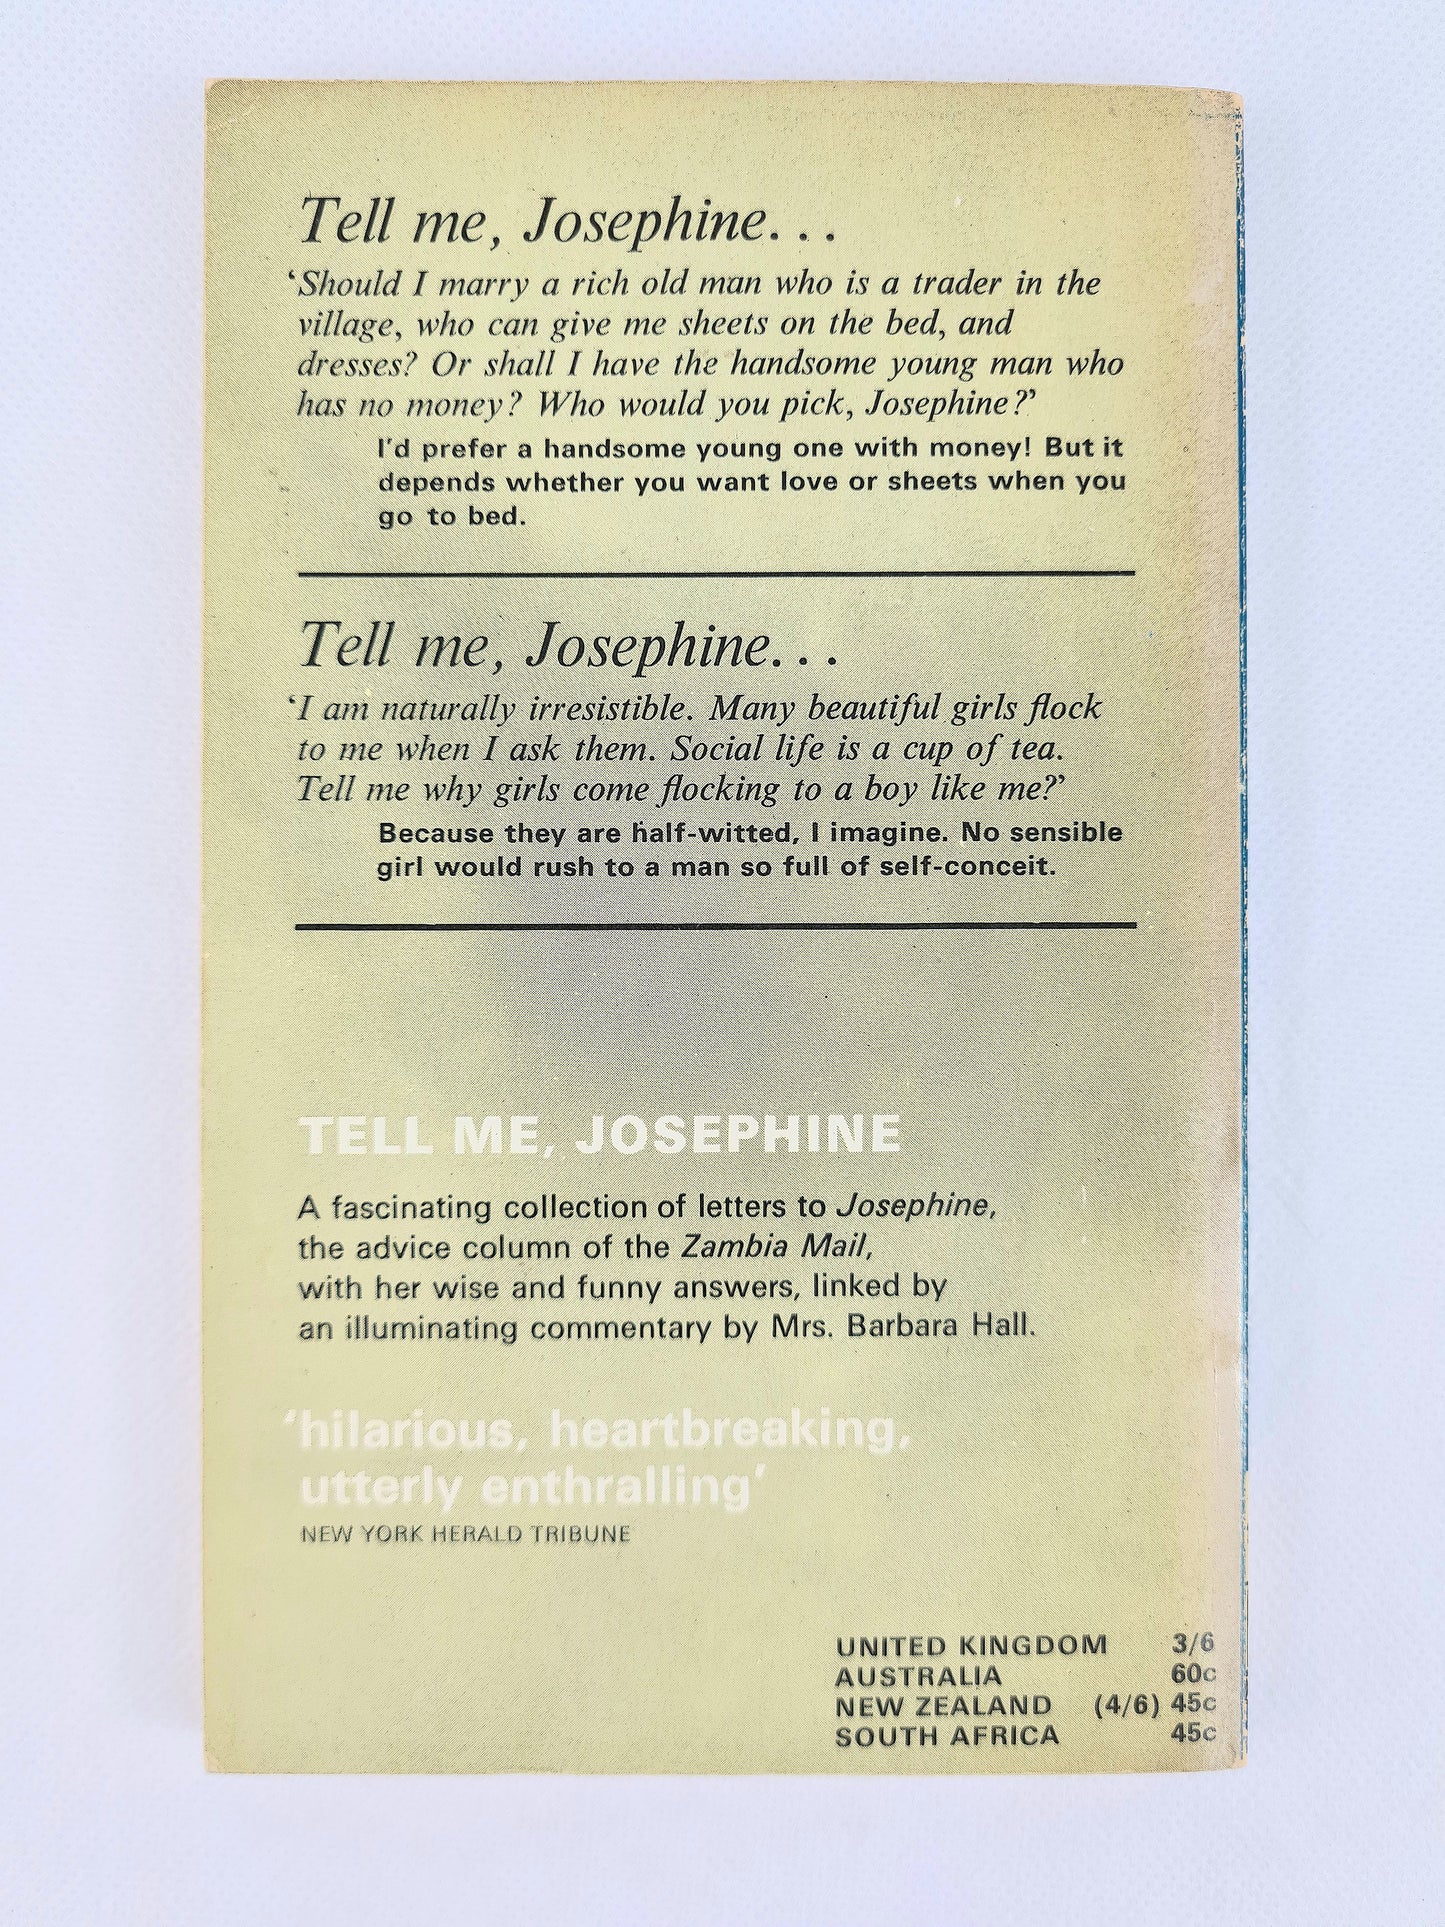 Tell me, Josephine. . .
‘Should I marry a rich old man who is a trader in the
village, who can give me sheets on the bed, and
dresses? Or shall I have the handsome young man who
has no money? Who would you pick, Josephine?’
I’d prefer a handsome young one with money! But it
depends whether you want love or sheets when you
go to bed.
Tell me, Josephine. . .
‘I am naturally irresistible. Many beautiful girls flock
to me when I ask them. Social life is a cup of tea.
Tell me why girls come flocking to a boy like me?’
Because they are half-witted, I imagine. No sensible
girl would rush to a man so full of self-conceit.
TELL ME, JOSEPHINE
A fascinating collection of letters to Josephine,
the advice column of the Zambia Mail,
with her wise and funny answers, linked by
an illuminating commentary by Mrs. Barbara Hall.
‘hilarious, heartbreaking,
utterly enthralling’
NEW YORK HERALD TRIBUNE
UNITED KINGDOM 3/6
AUSTRALIA 60c
NEW ZEALAND (4/6) 45c
SOUTH AFRICA 45c